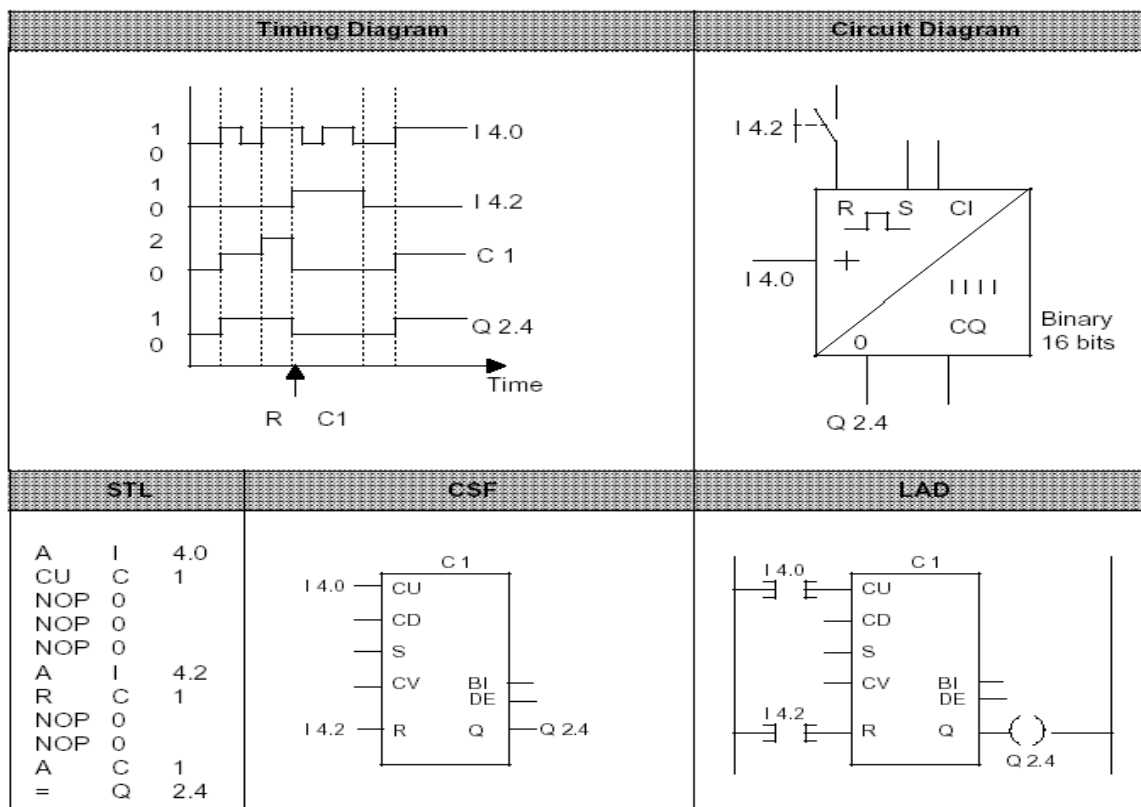 Timing Diagram
Circuit Diagram
1
0
I 4.0
1
0
I 4.2
2
0
C 1
1
0
Q 2.4
Time
R C1
I 4.2
R S CI
I 4.0
+
I I I I
CQ
0
Binary
16 bits
Q 2.4
STL
CSF
LAD
A I 4.0
CU C 1
NOP 0
NOP 0
NOP 0
A I 4.2
R C 1
NOP 0
NOP 0
A C 1
= Q 2.4
C 1
I 4.0
CU
CD
S
CV
BI
DE
I 4.2
R
Q
Q 2.4
C 1
I 4.0
CU
CD
S
CV
BI
DE
I 4.2
R
Q
Q 2.4